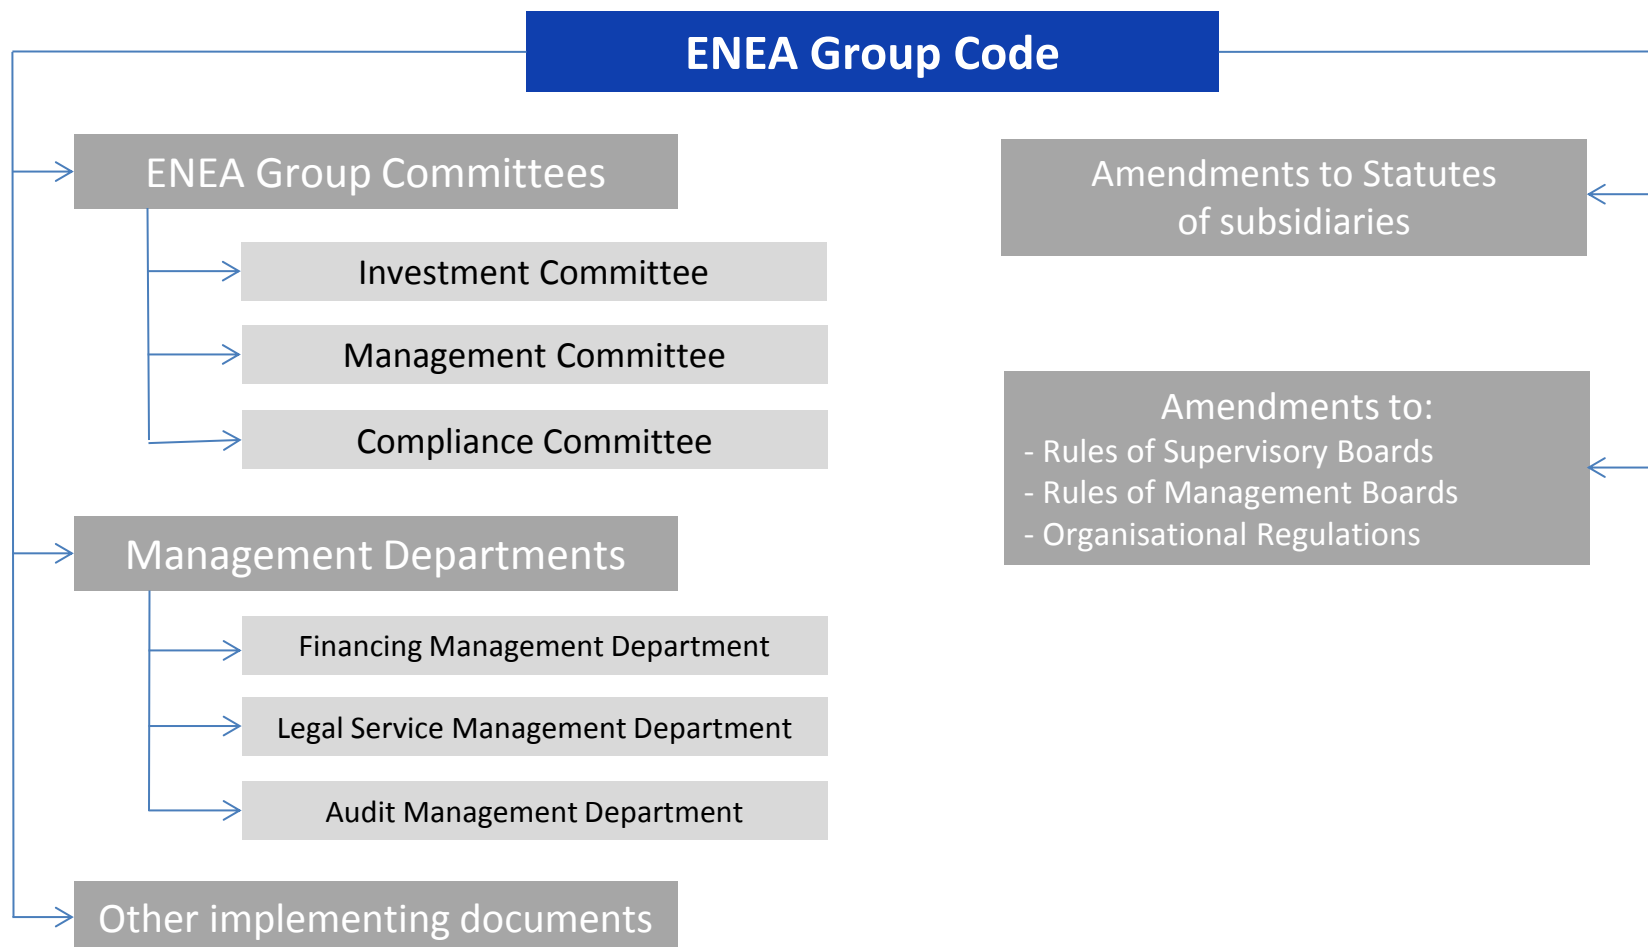 ENEA Group Code
ENEA Group Committees
Investment Committee
Management Committee
Compliance Committee
Management Departments
Financing Management Department
Legal Service Management Department
Audit Management Department
Other implementing documents
Amendments to Statutes
of subsidiaries
Amendments to:
- Rules of Supervisory Boards
- Rules of Management Boards
- Organisational Regulations